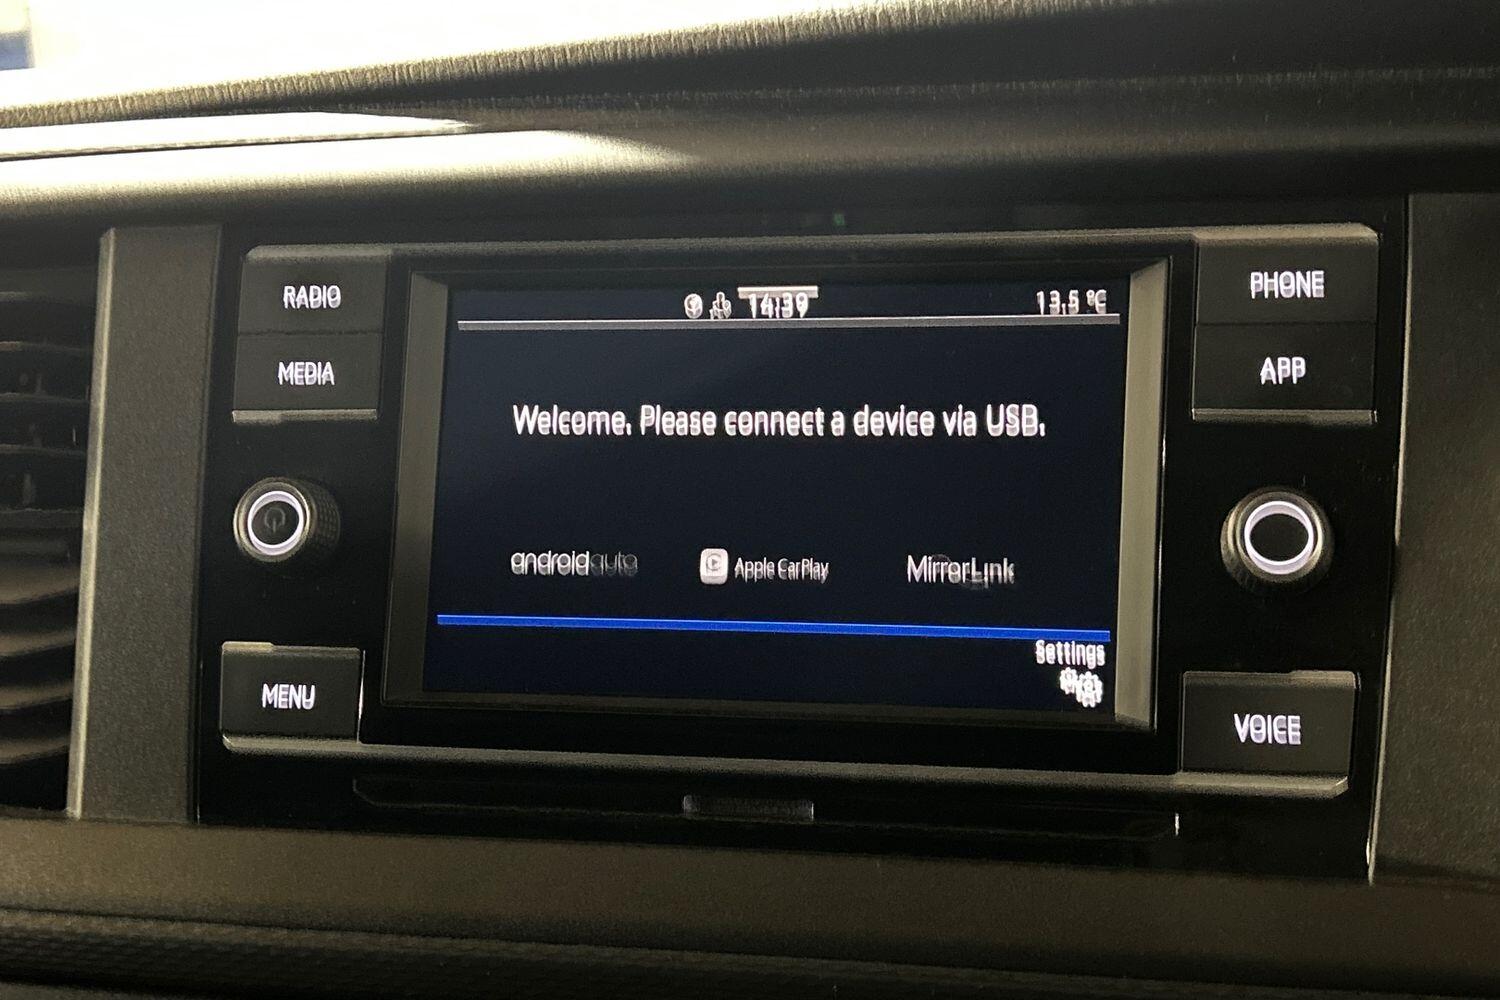 RADIO
MEDIA
MENU
14:39
13.5 °C
Welcome. Please connect a device via USB.
androidauto
Apple CarPlay
MirrorLink
Settings
PHONE
APP
VOICE